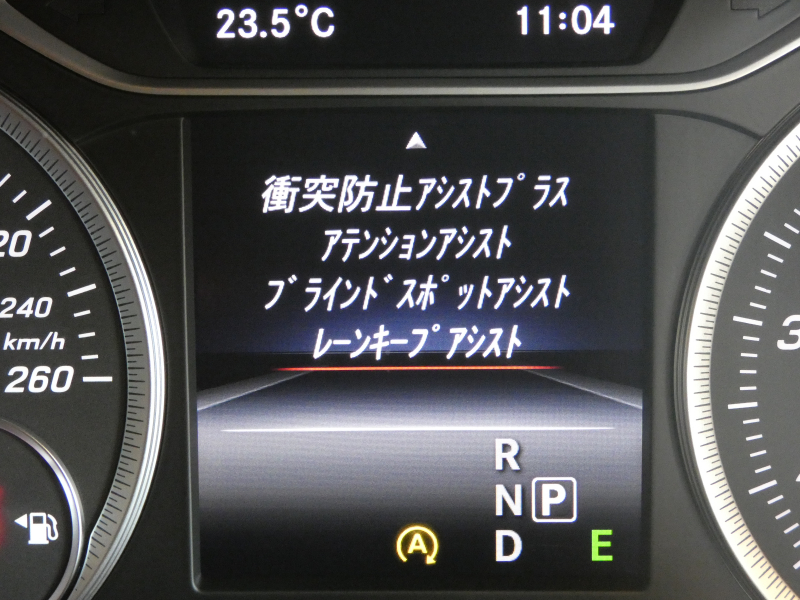 23.5°C 11:04
衝突防止アシストプラス
アテンションアシスト
ブラインドスポットアシスト
レーンキープアシスト
20
240
km/h
260
3
R
N P
A D E